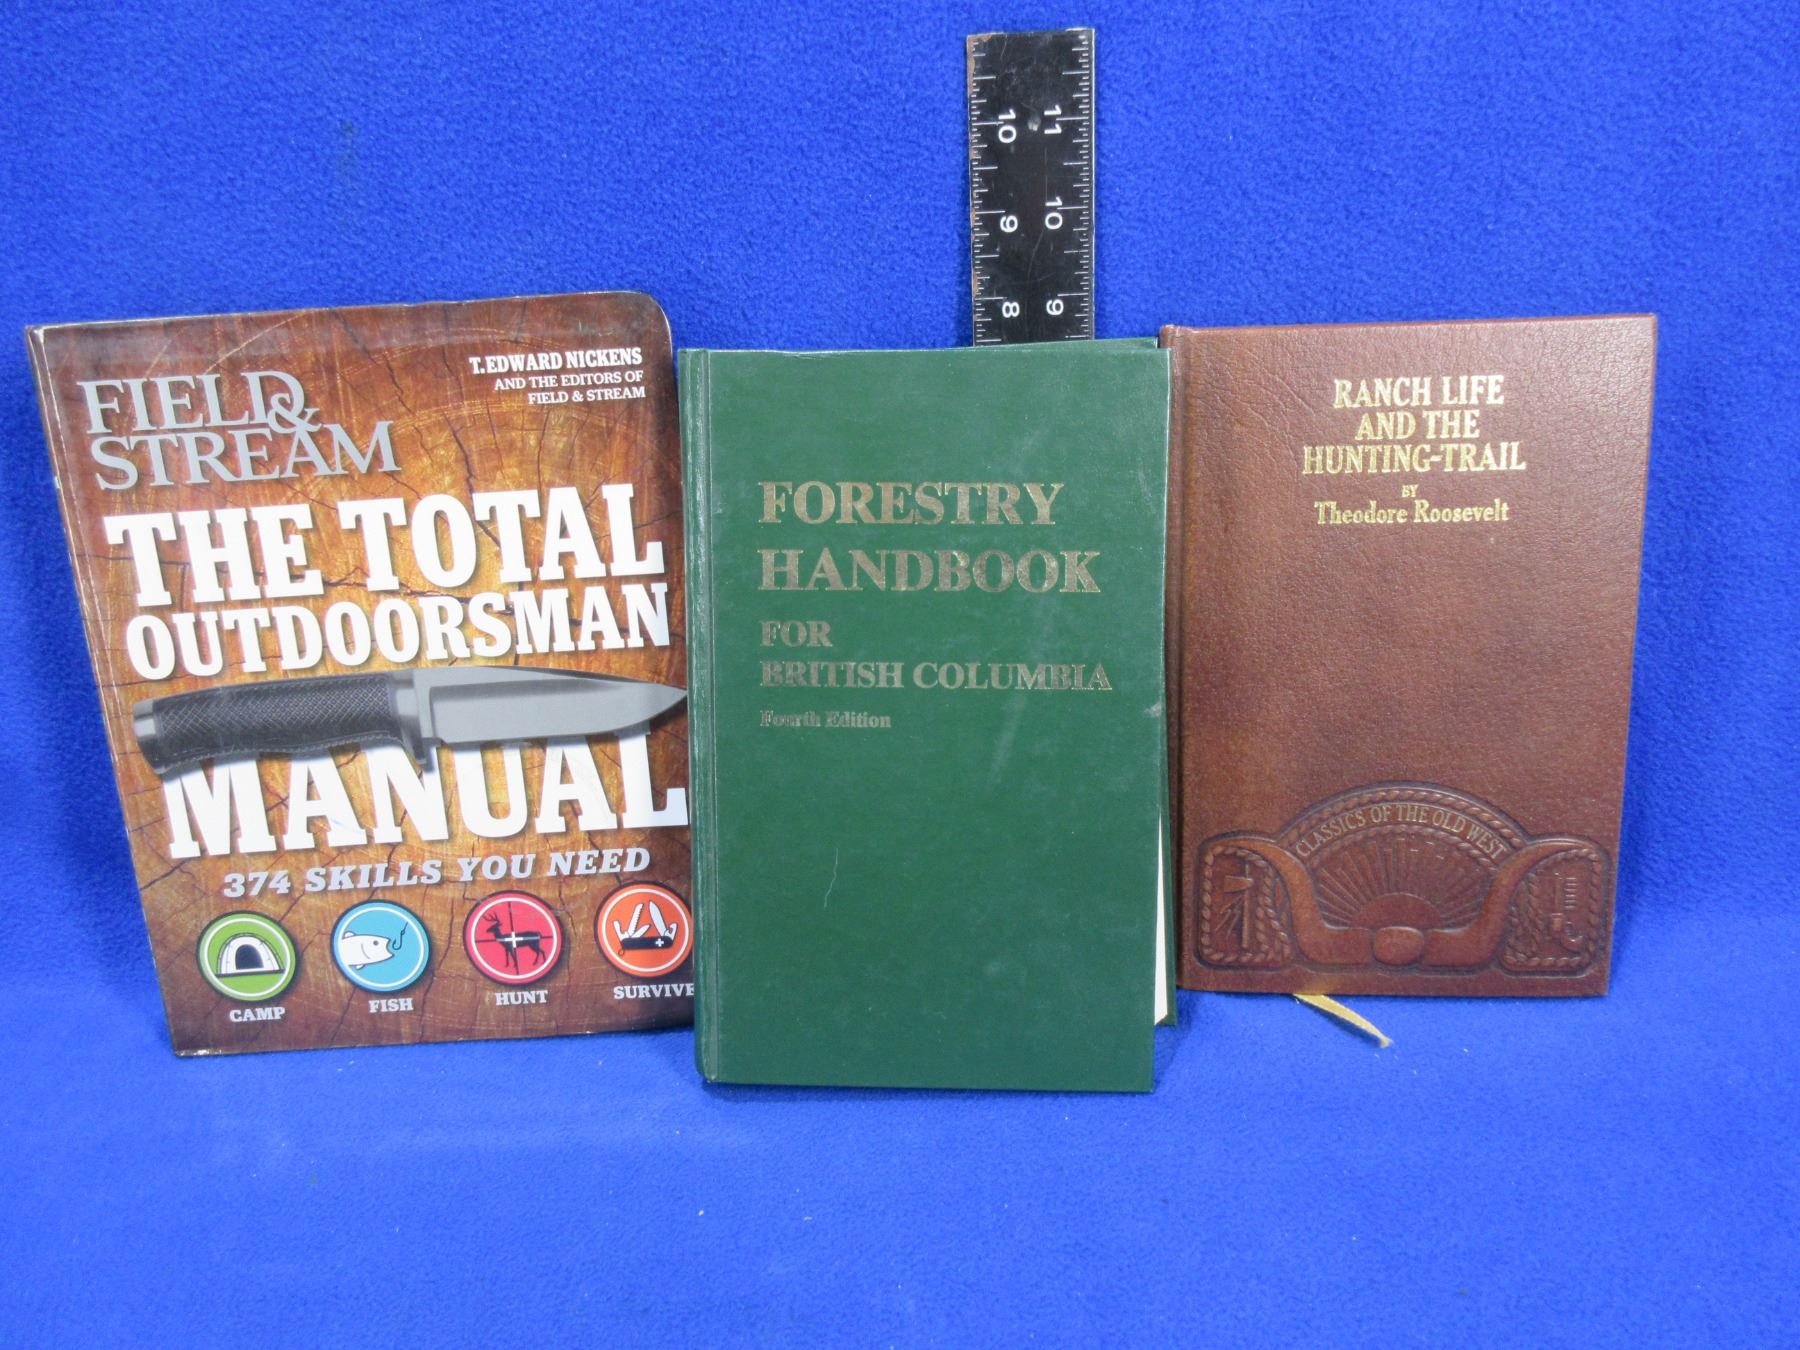 FIELD &
STREAM
T. EDWARD NICKENS
AND THE EDITORS OF
FIELD & STREAM
THE TOTAL
OUTDOORSMAN
MANUAL
374 SKILLS YOU NEED
CAMP
FISH
HUNT
SURVIVE
FORESTRY
HANDBOOK
FOR
BRITISH COLUMBIA
Fourth Edition
10 11
9 10
8 9
RANCH LIFE
AND THE
HUNTING-TRAIL
BY
Theodore Roosevelt
CLASSICS OF THE OLD WEST